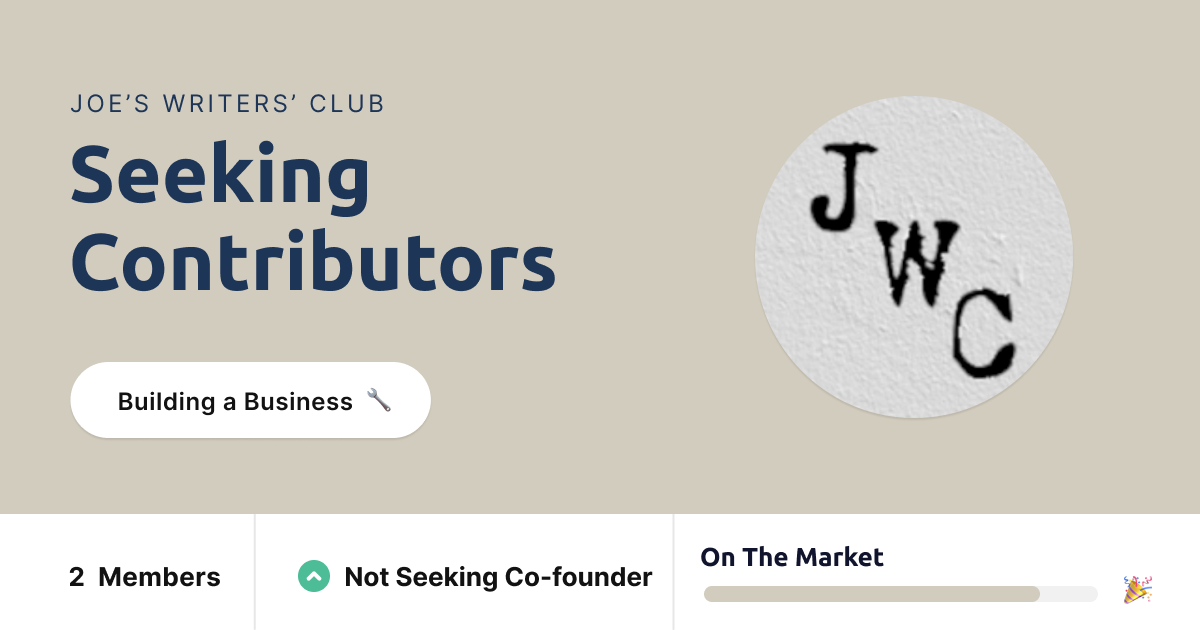 JOE’S WRITERS’ CLUB
Seeking
Contributors
Building a Business
J
W
C
2 Members
Not Seeking Co-founder
On The Market